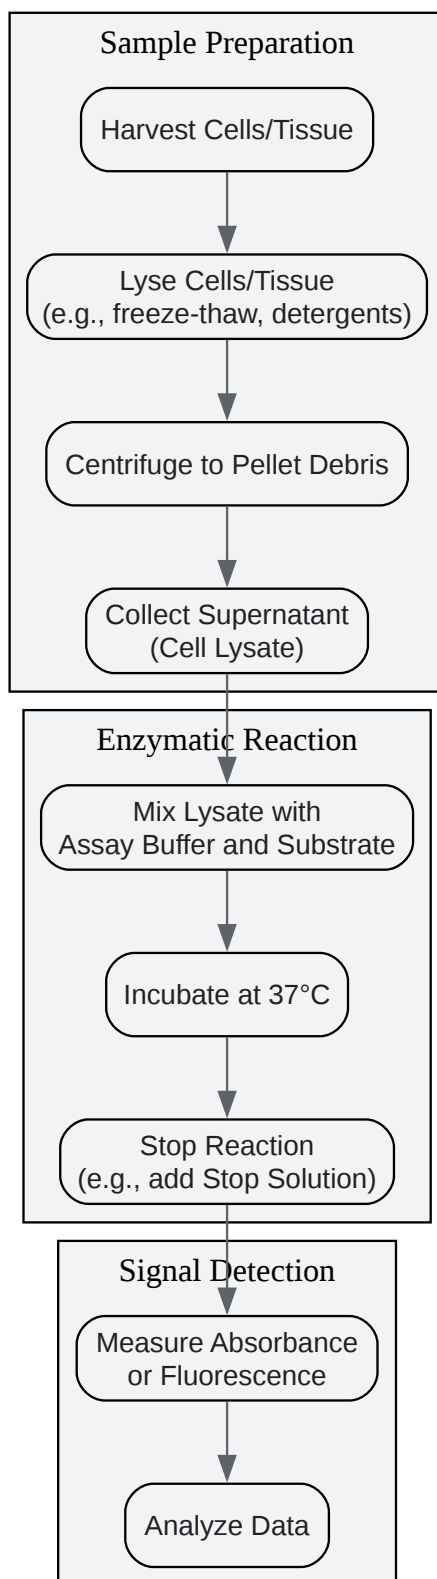 Sample Preparation
Harvest Cells/Tissue
Lyse Cells/Tissue
(e.g., freeze-thaw, detergents)
Centrifuge to Pellet Debris
Collect Supernatant
(Cell Lysate)
Enzymatic Reaction
Mix Lysate with
Assay Buffer and Substrate
Incubate at 37°C
Stop Reaction
(e.g., add Stop Solution)
Signal Detection
Measure Absorbance
or Fluorescence
Analyze Data